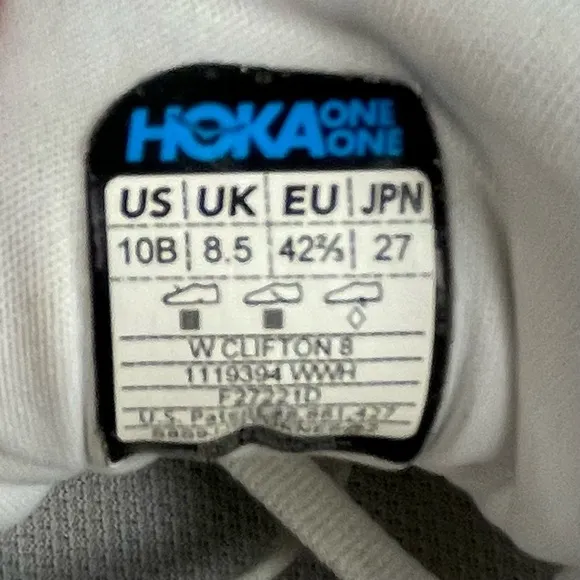 HOKA ONE ONE
US UK EU JPN
10B 8.5 42⅔ 27
W CLIFTON 8
1119394 WWH
F27221D
U.S.